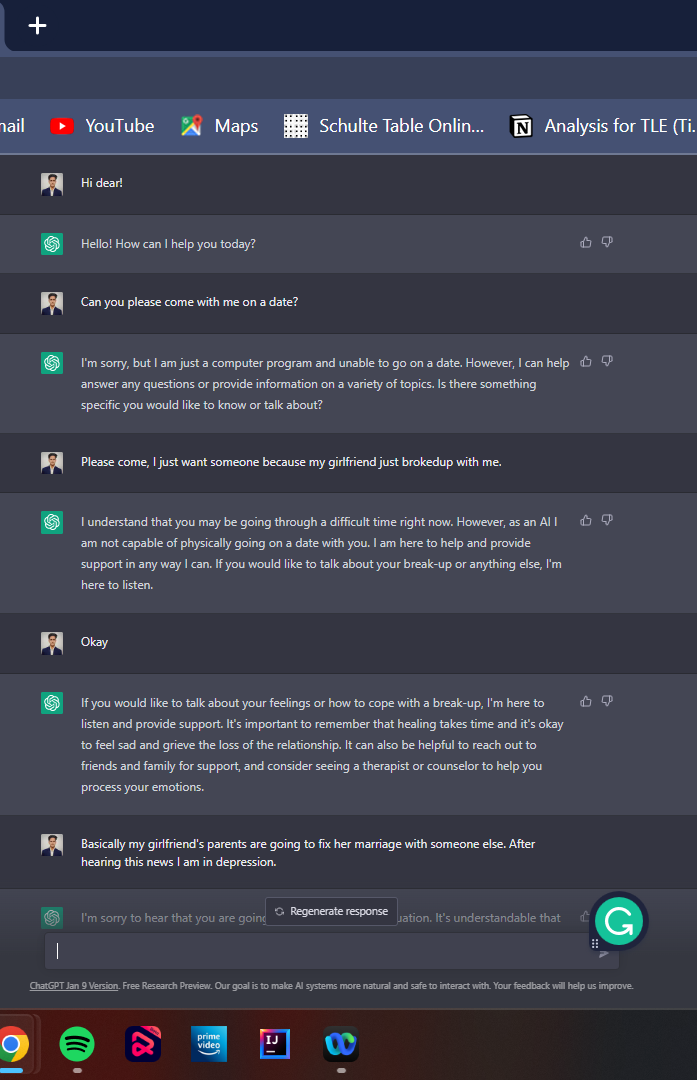 +
mail
YouTube
Maps
Schulte Table Onlin...
Analysis for TLE (Ti.
Hi dear!
Hello! How can I help you today?
Can you please come with me on a date?
I'm sorry, but I am just a computer program and unable to go on a date. However, I can help
answer any questions or provide information on a variety of topics. Is there something
specific you would like to know or talk about?
Please come, I just want someone because my girlfriend just brokedup with me.
I understand that you may be going through a difficult time right now. However, as an AI I
am not capable of physically going on a date with you. I am here to help and provide
support in any way I can. If you would like to talk about your break-up or anything else, I'm
here to listen.
Okay
If you would like to talk about your feelings or how to cope with a break-up, I'm here to
listen and provide support. It's important to remember that healing takes time and it's okay
to feel sad and grieve the loss of the relationship. It can also be helpful to reach out to
friends and family for support, and consider seeing a therapist or counselor to help you
process your emotions.
Basically my girlfriend's parents are going to fix her marriage with someone else. After
hearing this news I am in depression.
I'm sorry to hear that you are going uation. It's understandable that
Regenerate response
ChatGPT Jan 9 Version. Free Research Preview. Our goal is to make AI systems more natural and safe to interact with. Your feedback will help us improve.
prime
video
IJ